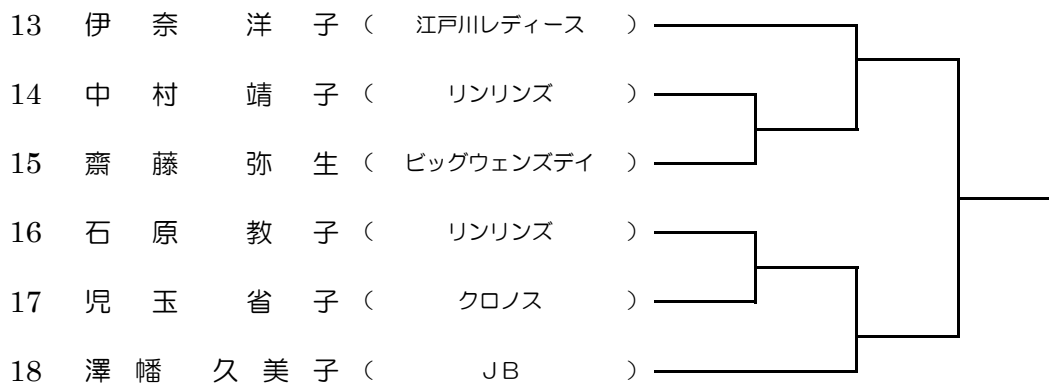 13 伊奈 洋子 ( 江戸川レディース )
14 中村 靖子 ( リンリンズ )
15 齋藤 弥生 ( ビッグウェンズデイ )
16 石原 教子 ( リンリンズ )
17 児玉 省子 ( クロノス )
18 澤幡 久美子 ( JB )